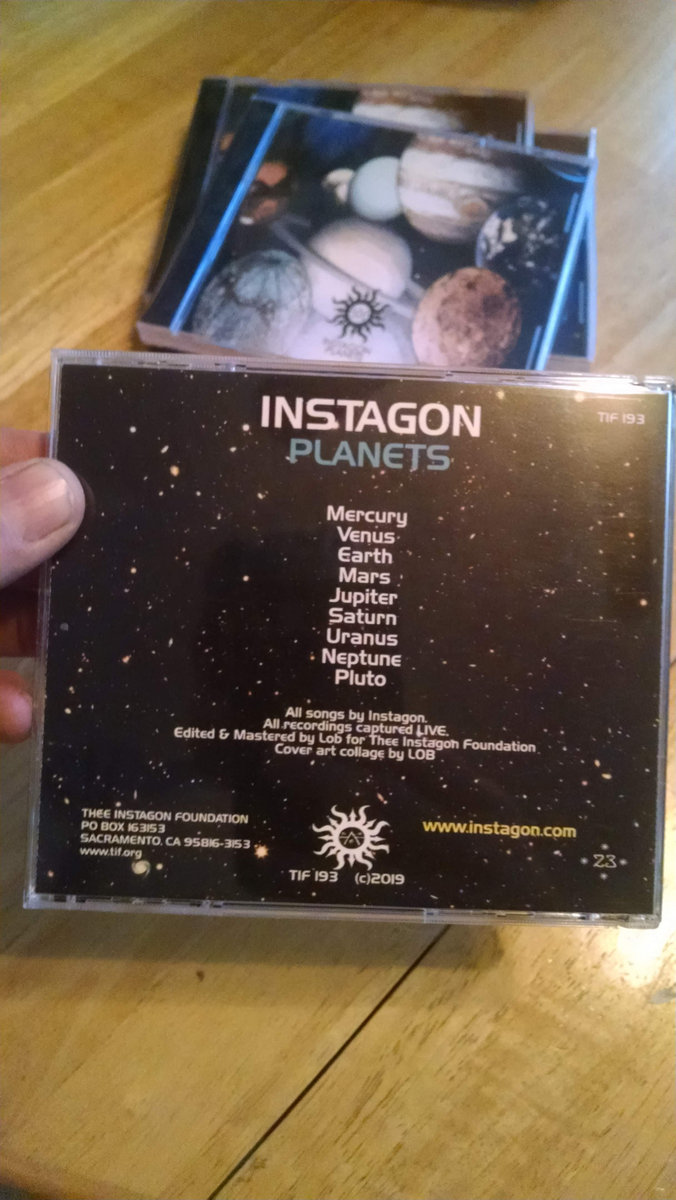 INSTAGON
TIF 193
PLANETS
Mercury
Venus
Earth
Mars
Jupiter
Saturn
Uranus
Neptune
Pluto
All songs by Instagon.
All recordings captured LIVE.
Edited & Mastered by Lob for Thee Instagon Foundation
Cover art collage by LOB
THEE INSTAGON FOUNDATION
PO BOX 163153
SACRAMENTO, CA 95816-3153
www.tif.org
www.instagon.com
TIF 193 (c)2019
23